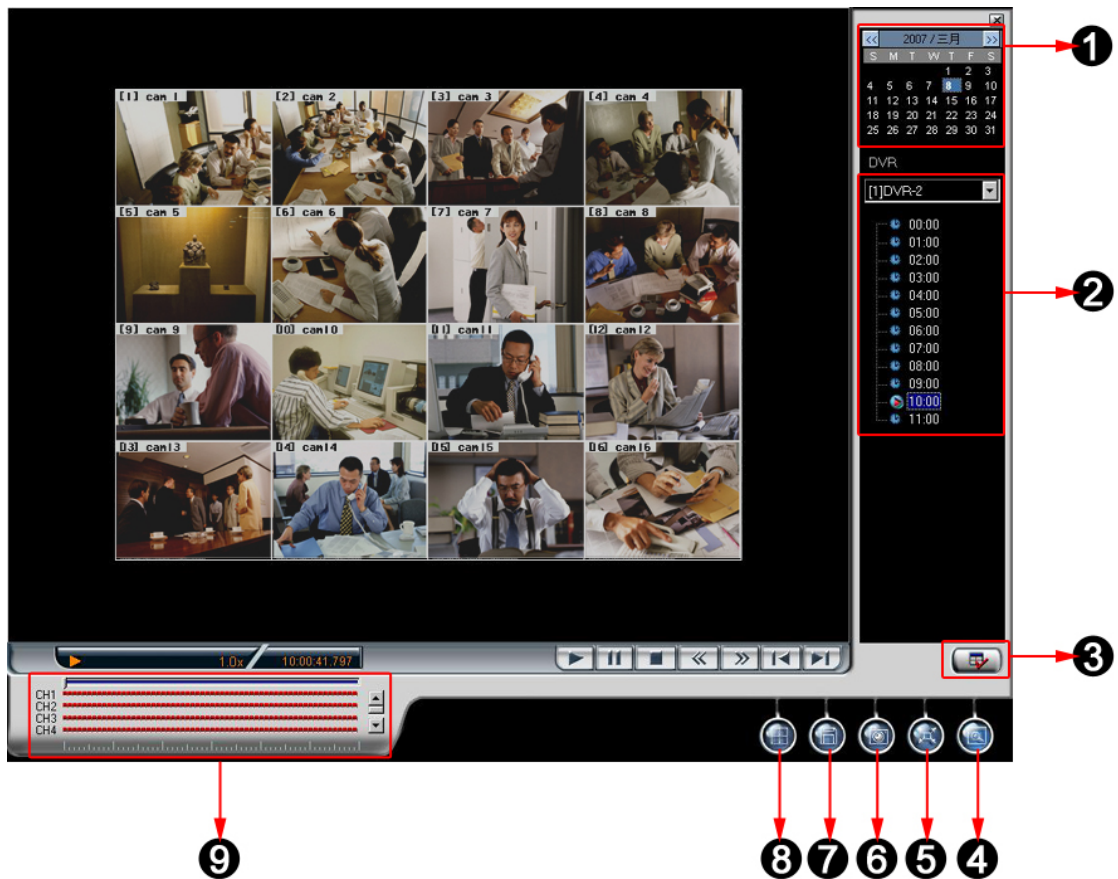 << 2007 / 三月 >>
S M T W T F S
1 2 3
4 5 6 7 8 9 10
11 12 13 14 15 16 17
18 19 20 21 22 23 24
25 26 27 28 29 30 31
1
DVR
[1]DVR-2
00:00
01:00
02:00
03:00
04:00
05:00
06:00
07:00
08:00
09:00
10:00
11:00
2
[1] cam 1
[2] cam 2
[3] cam 3
[4] cam 4
[5] cam 5
[6] cam 6
[7] cam 7
[8] cam 8
[9] cam 9
[10] cam10
[11] cam11
[12] cam12
[13] cam13
[14] cam14
[15] cam15
[16] cam16
1.0x 10:00:41.797
3
CH1
CH2
CH3
CH4
9
8
7
6
5
4